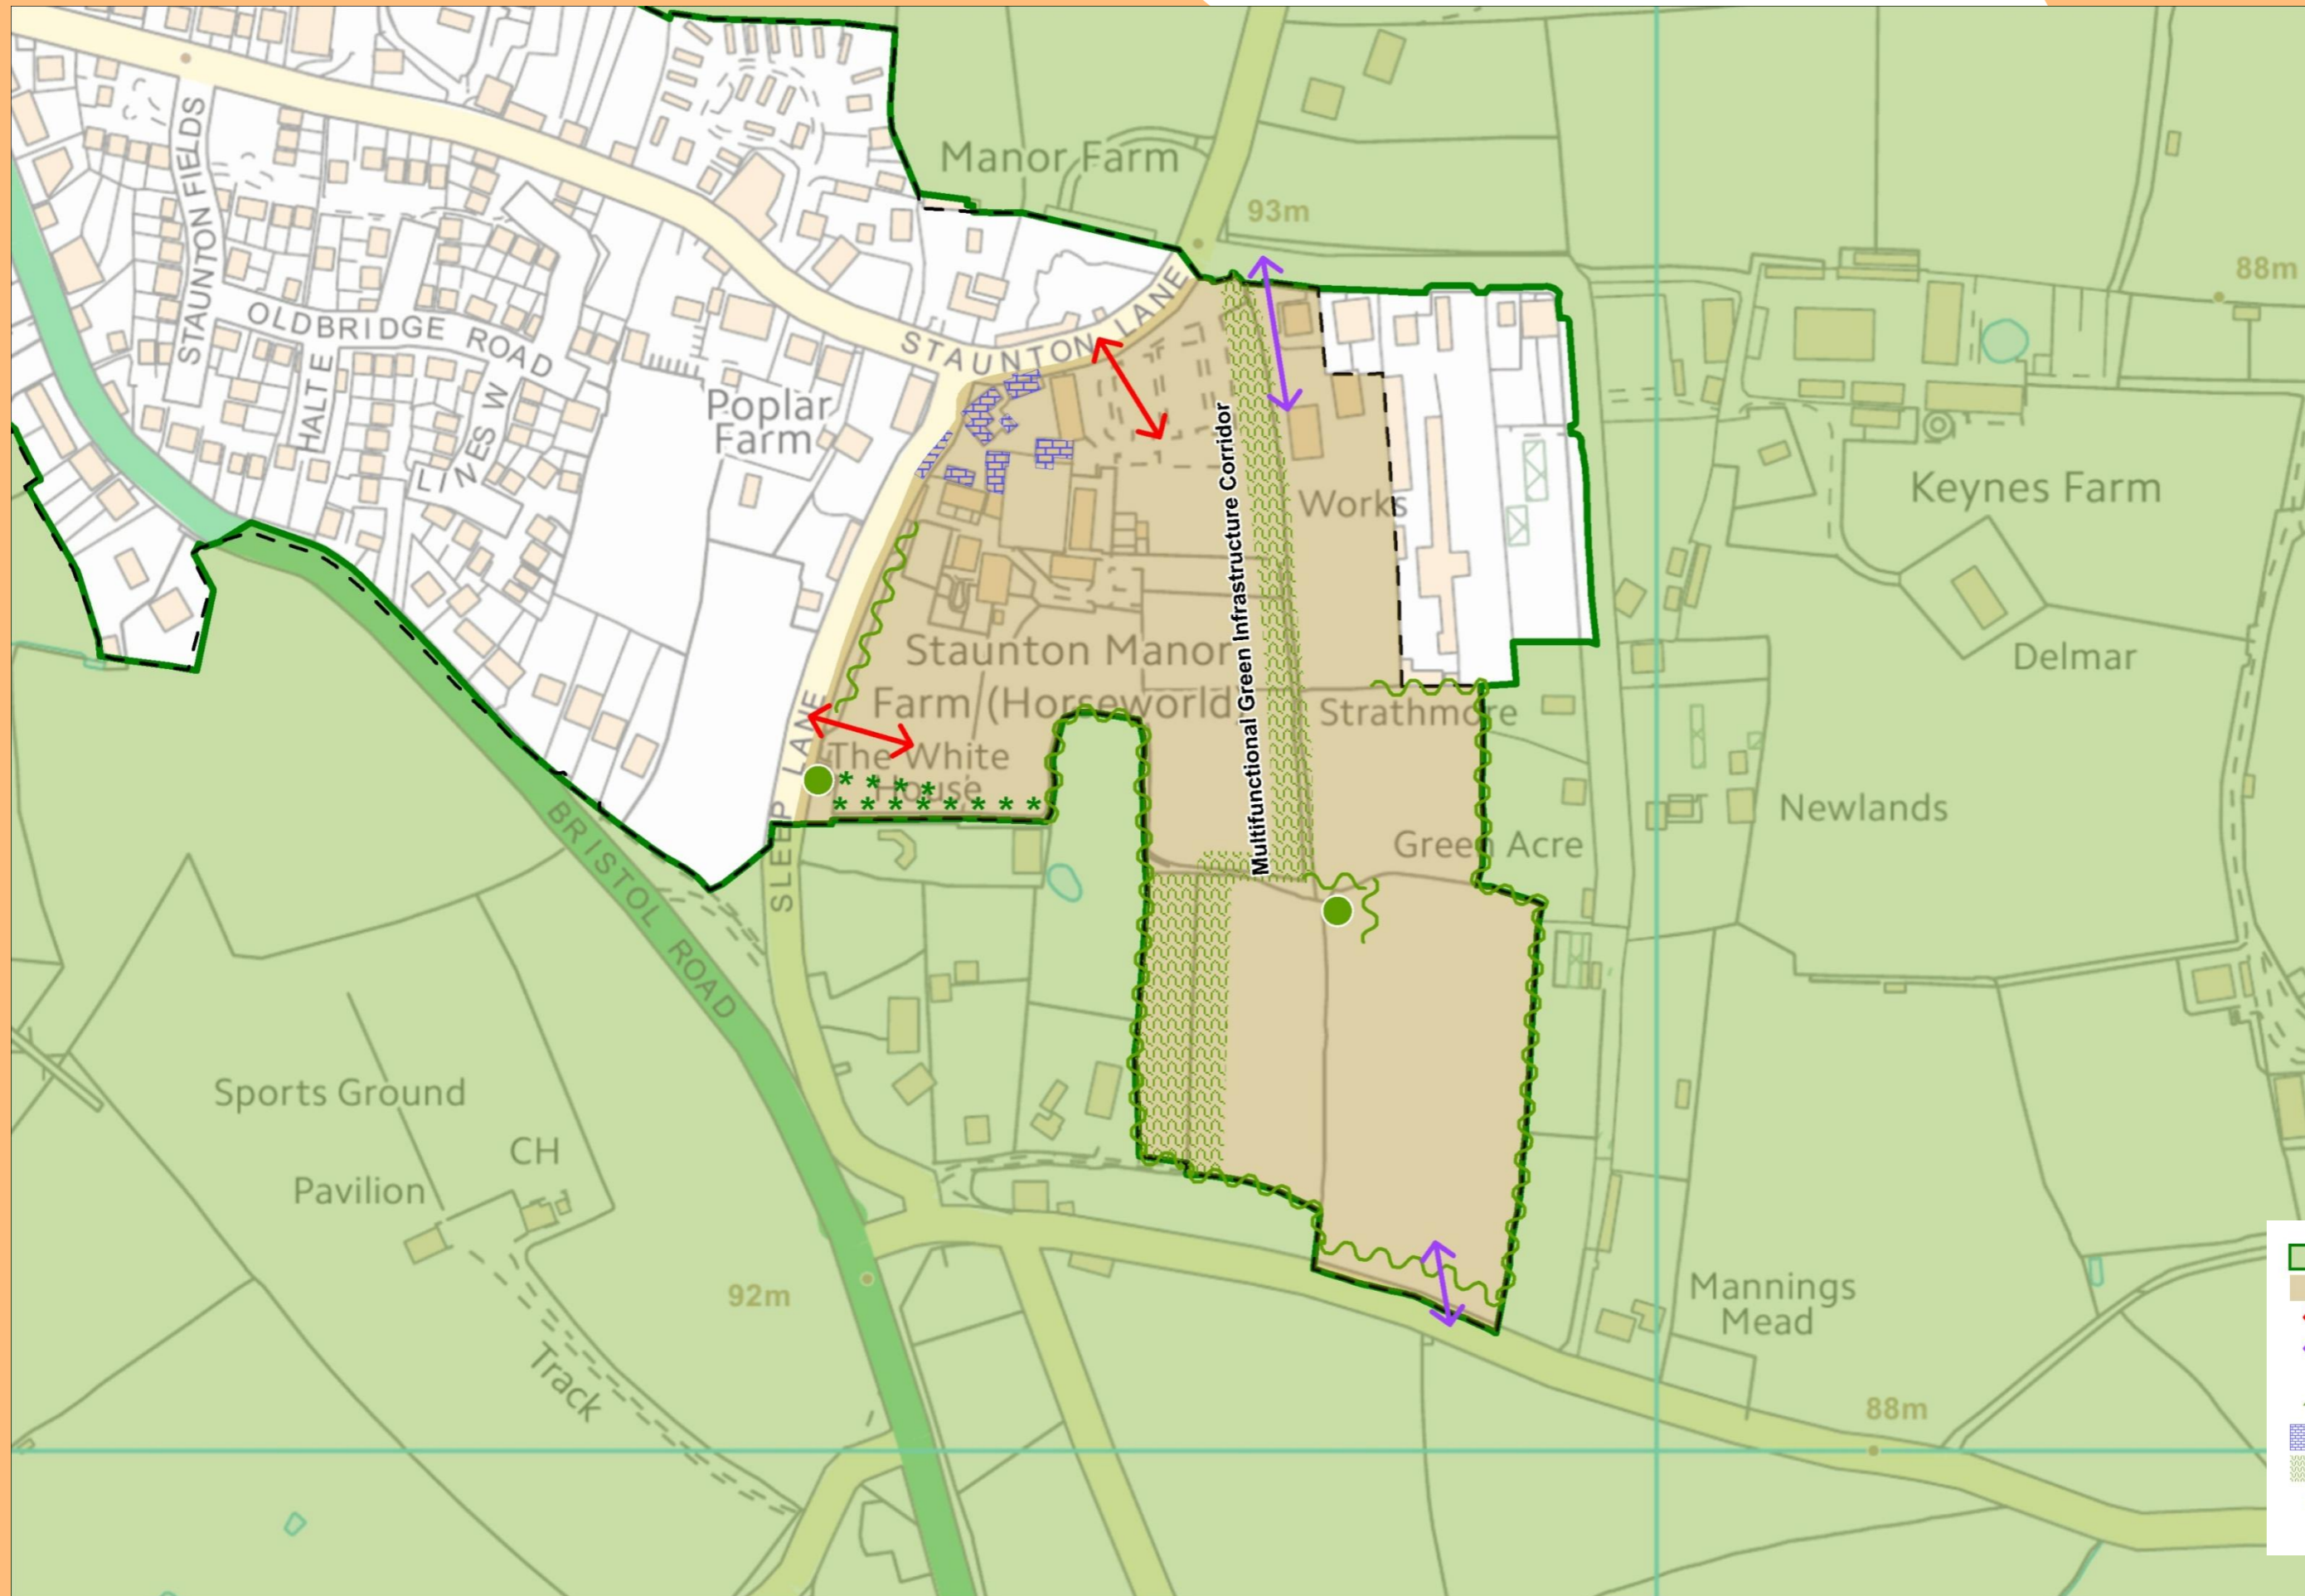 Manor Farm
93m
88m
STAUNTON FIELDS
OLDBRIDGE ROAD
HALTE
LINES W
STAUNTON LANE
Poplar
Farm
Keynes Farm
Works
Multifunctional Green Infrastructure Corridor
Delmar
Staunton Manor
Farm (Horseworld)
Strathmore
The White
House
SLEEP LANE
Newlands
Green Acre
BRISTOL ROAD
Sports Ground
CH
Pavilion
92m
Mannings
Mead
Track
88m